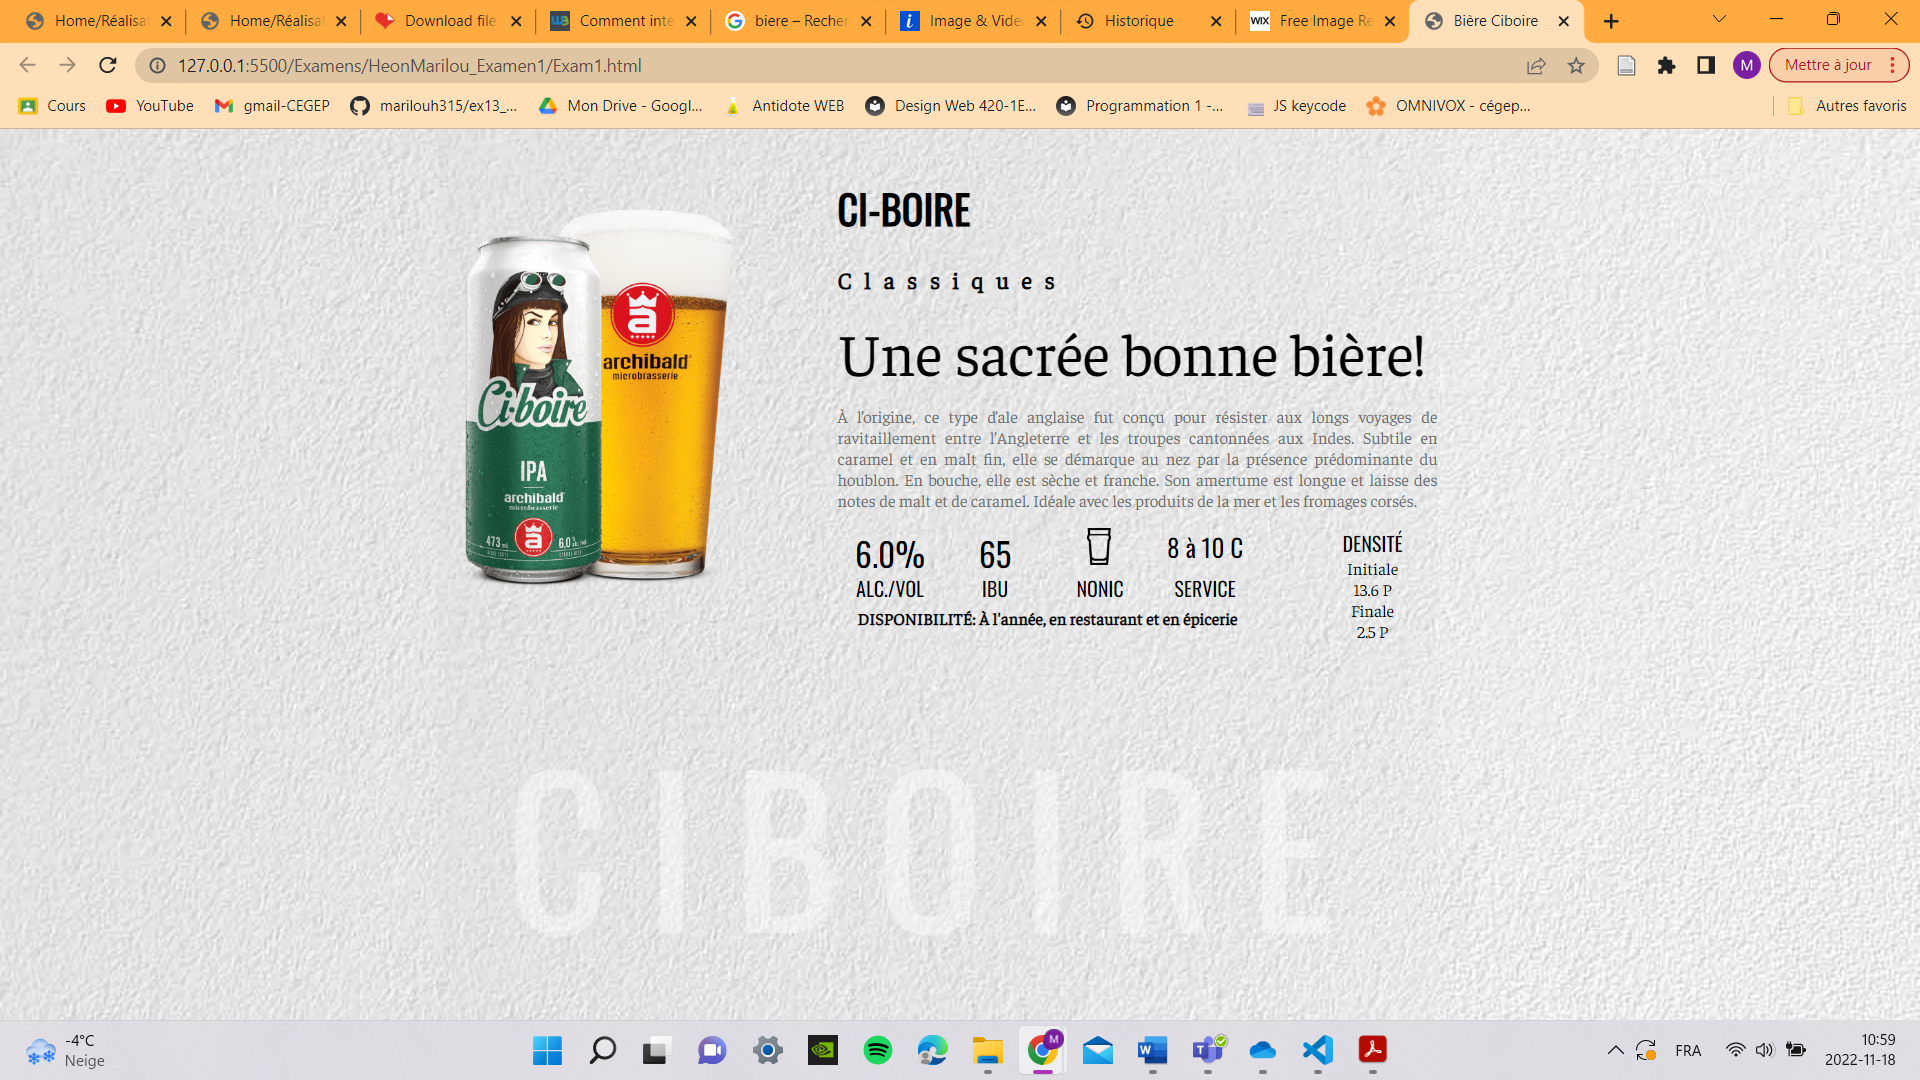 Home/Réalisat
Home/Réalisat
Download file
Comment inté
biere – Recher
Image & Vide
Historique
WIX
Free Image Re
Bière Ciboire
127.0.0.1:5500/Examens/HeonMarilou_Examen1/Exam1.html
M
Mettre à jour
Cours
YouTube
gmail-CEGEP
marilouh315/ex13_...
Mon Drive - Googl...
Antidote WEB
Design Web 420-1E...
Programmation 1 -...
JS keycode
OMNIVOX - cégep...
Autres favoris
CI-BOIRE
Classiques
Une sacrée bonne bière!
À l'origine, ce type d'ale anglaise fut conçu pour résister aux longs voyages de
ravitaillement entre l'Angleterre et les troupes cantonnées aux Indes. Subtile en
caramel et en malt fin, elle se démarque au nez par la présence prédominante du
houblon. En bouche, elle est sèche et franche. Son amertume est longue et laisse des
notes de malt et de caramel. Idéale avec les produits de la mer et les fromages corsés.
6.0%
ALC./VOL
65
IBU
NONIC
8 à 10 C
SERVICE
DENSITÉ
Initiale
13.6 P
Finale
2.5 P
DISPONIBILITÉ: À l'année, en restaurant et en épicerie
Ci-boire
IPA
archibald
microbrasserie
473 mL
a
6,0% alc./vol
a
archibald
microbrasserie
CIBOIRE
-4°C
Neige
M
FRA
10:59
2022-11-18